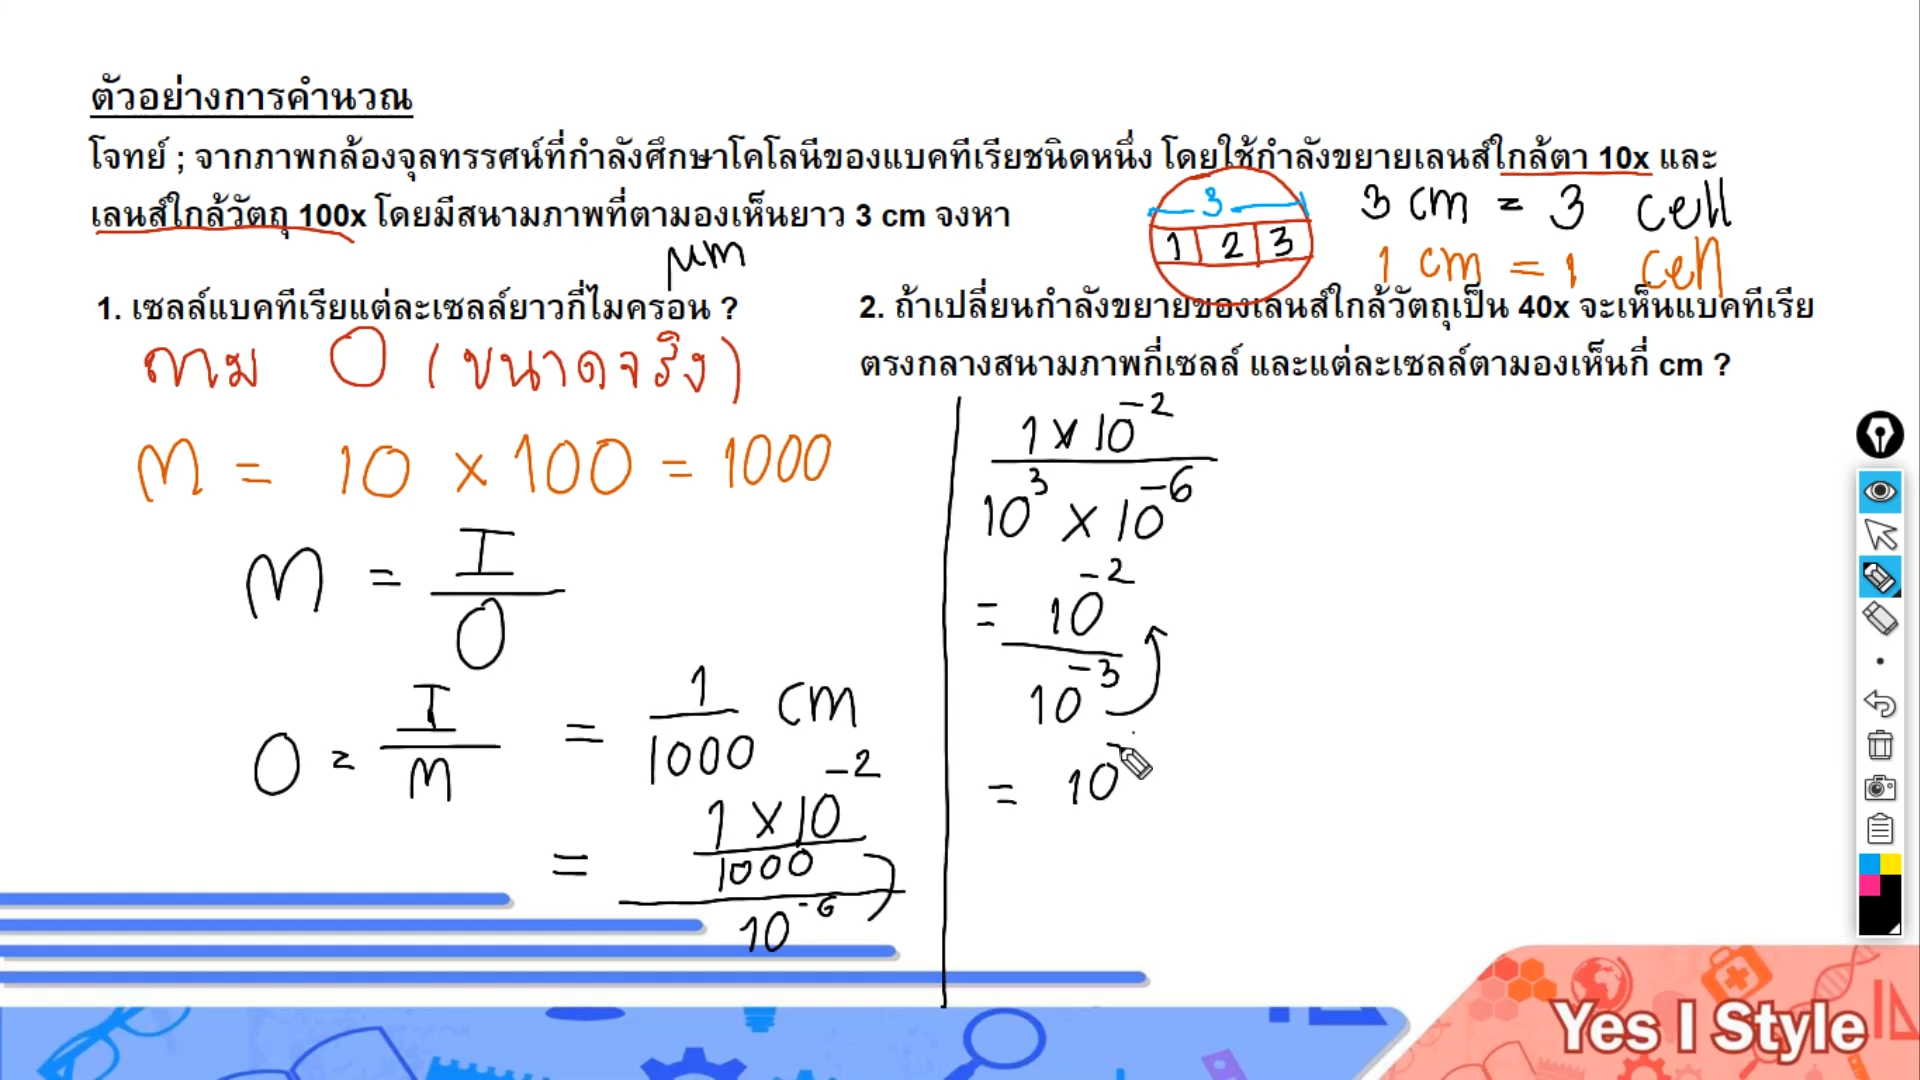 ตัวอย่างการคำนวณ
โจทย์ ; จากภาพกล้องจุลทรรศน์ที่กำลังศึกษาโคโลนีของแบคทีเรียชนิดหนึ่ง โดยใช้กำลังขยายเลนส์ใกล้ตา 10x และ
เลนส์ใกล้วัตถุ 100x โดยมีสนามภาพที่ตามองเห็นยาว 3 cm จงหา
3
1 2 3
3 cm = 3 cell
1 cm = 1 cell
μm
1. เซลล์แบคทีเรียแต่ละเซลล์ยาวกี่ไมครอน ?
ถาม O (ขนาดจริง)
M = 10 × 100 = 1000
M = I/O
O = I/M = 1/1000 cm
= 1 × 10⁻² / 1000 / 10⁻⁶
2. ถ้าเปลี่ยนกำลังขยายของเลนส์ใกล้วัตถุเป็น 40x จะเห็นแบคทีเรีย
ตรงกลางสนามภาพกี่เซลล์ และแต่ละเซลล์ตามองเห็นกี่ cm ?
1 × 10⁻² / 10³ × 10⁻⁶
= 10⁻² / 10⁻³
= 10⁻
Yes I Style